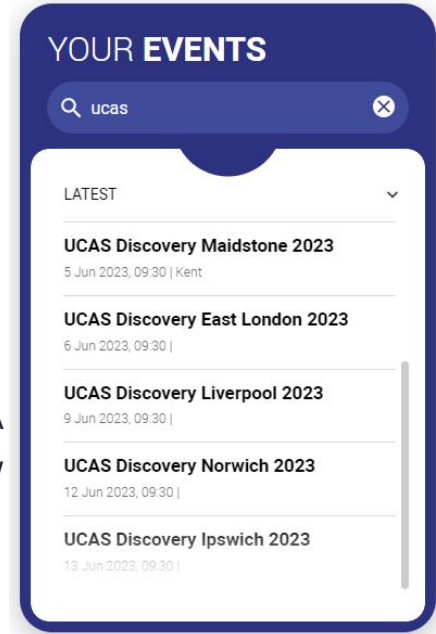 YOUR EVENTS
ucas
LATEST
UCAS Discovery Maidstone 2023
5 Jun 2023, 09:30 | Kent
UCAS Discovery East London 2023
6 Jun 2023, 09:30 |
UCAS Discovery Liverpool 2023
9 Jun 2023, 09:30 |
UCAS Discovery Norwich 2023
12 Jun 2023, 09:30 |
UCAS Discovery Ipswich 2023
13 Jun 2023, 09:30 |